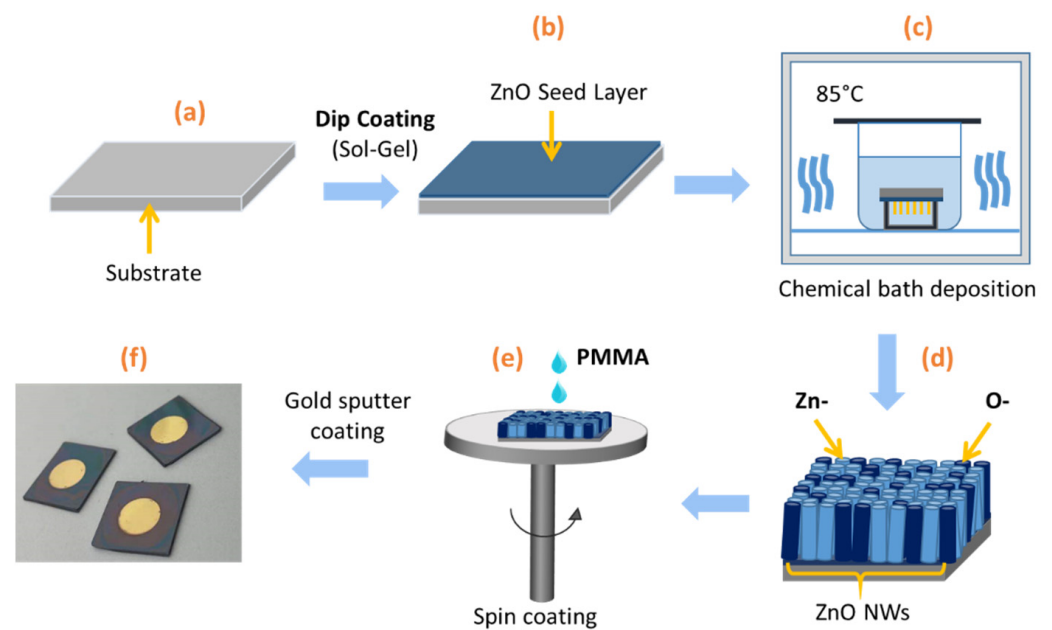 (a)
Substrate
Dip Coating
(Sol-Gel)
(b)
ZnO Seed Layer
(c)
85°C
Chemical bath deposition
(d)
Zn-
O-
ZnO NWs
(e)
PMMA
Spin coating
Gold sputter
coating
(f)